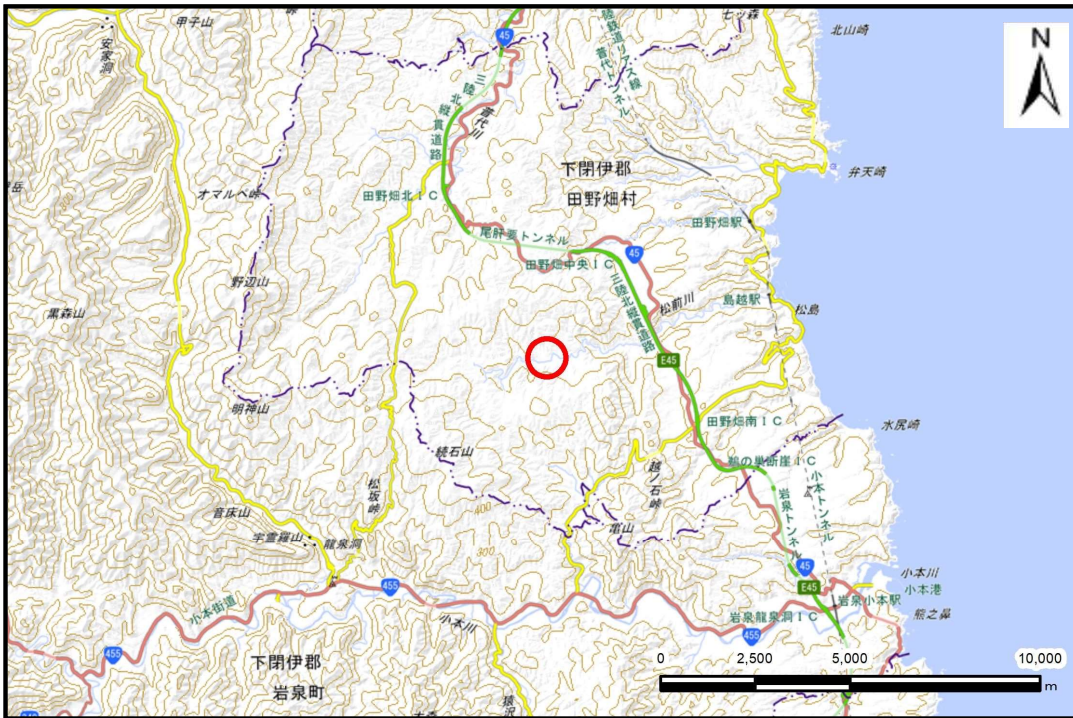 甲子山
安家洞
45
三陸北縦貫道路
普代川
三陸鉄道リアス線
普代トンネル
七ッ森
北山崎
N
弁天崎
下閉伊郡
田野畑村
オマルペ峠
田野畑北IC
尾肝要トンネル
田野畑中央IC
45
田野畑駅
三陸北縦貫道路
松前川
島越駅
松島
野辺山
黒森山
E45
明神山
田野畑南IC
水尻崎
続石山
鵜の巣断崖IC
越ノ石峠
松坂峠
400
300
亀山
岩泉トンネル
小本トンネル
音床山
宇霊羅山
龍泉洞
45
E45
小本川
小本港
岩泉小本駅
熊之鼻
小本街道
455
小本川
岩泉龍泉洞IC
455
455
下閉伊郡
岩泉町
0
2,500
5,000
10,000
m